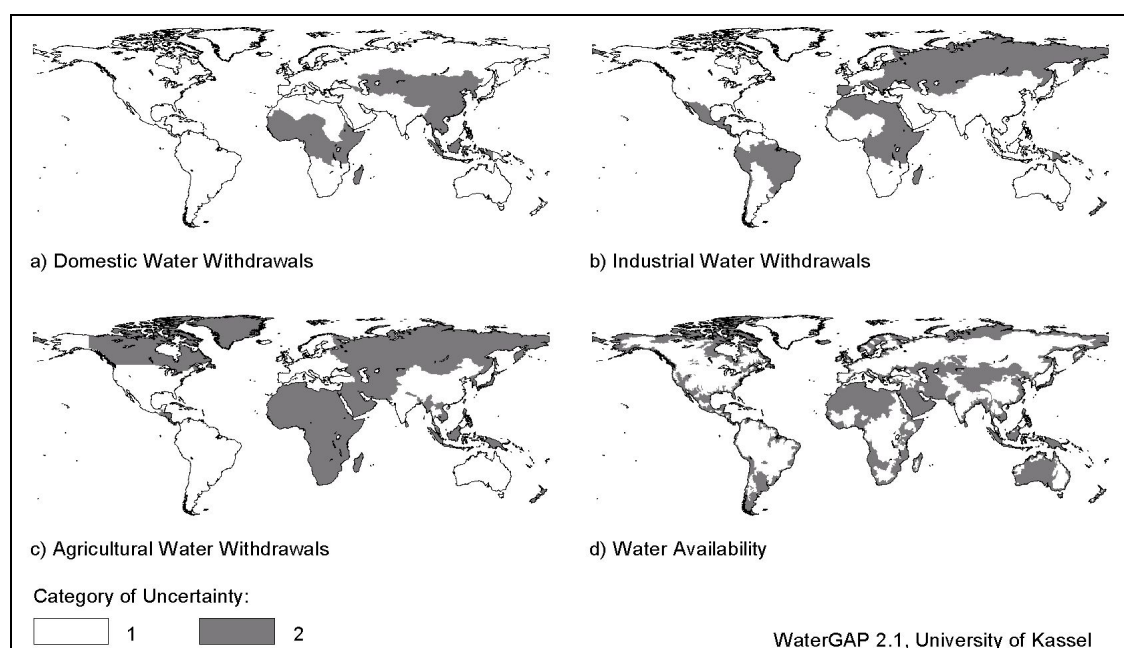 a) Domestic Water Withdrawals
b) Industrial Water Withdrawals
c) Agricultural Water Withdrawals
d) Water Availability
Category of Uncertainty:
1 2
WaterGAP 2.1, University of Kassel